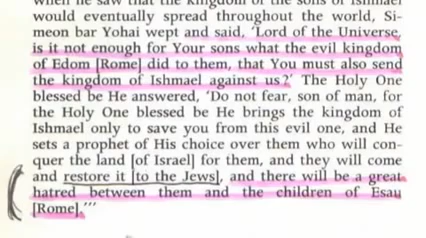 when he saw that the kingdom of the sons of Ishmael
would eventually spread throughout the world, Si-
meon bar Yohai wept and said, 'Lord of the Universe,
is it not enough for Your sons what the evil kingdom
of Edom [Rome] did to them, that You must also send
the kingdom of Ishmael against us?' The Holy One
blessed be He answered, 'Do not fear, son of man, for
the Holy One blessed be He brings the kingdom of
Ishmael only to save you from this evil one, and He
sets a prophet of His choice over them who will con-
quer the land [of Israel] for them, and they will come
and restore it [to the Jews], and there will be a great
hatred between them and the children of Esau
[Rome].'"'